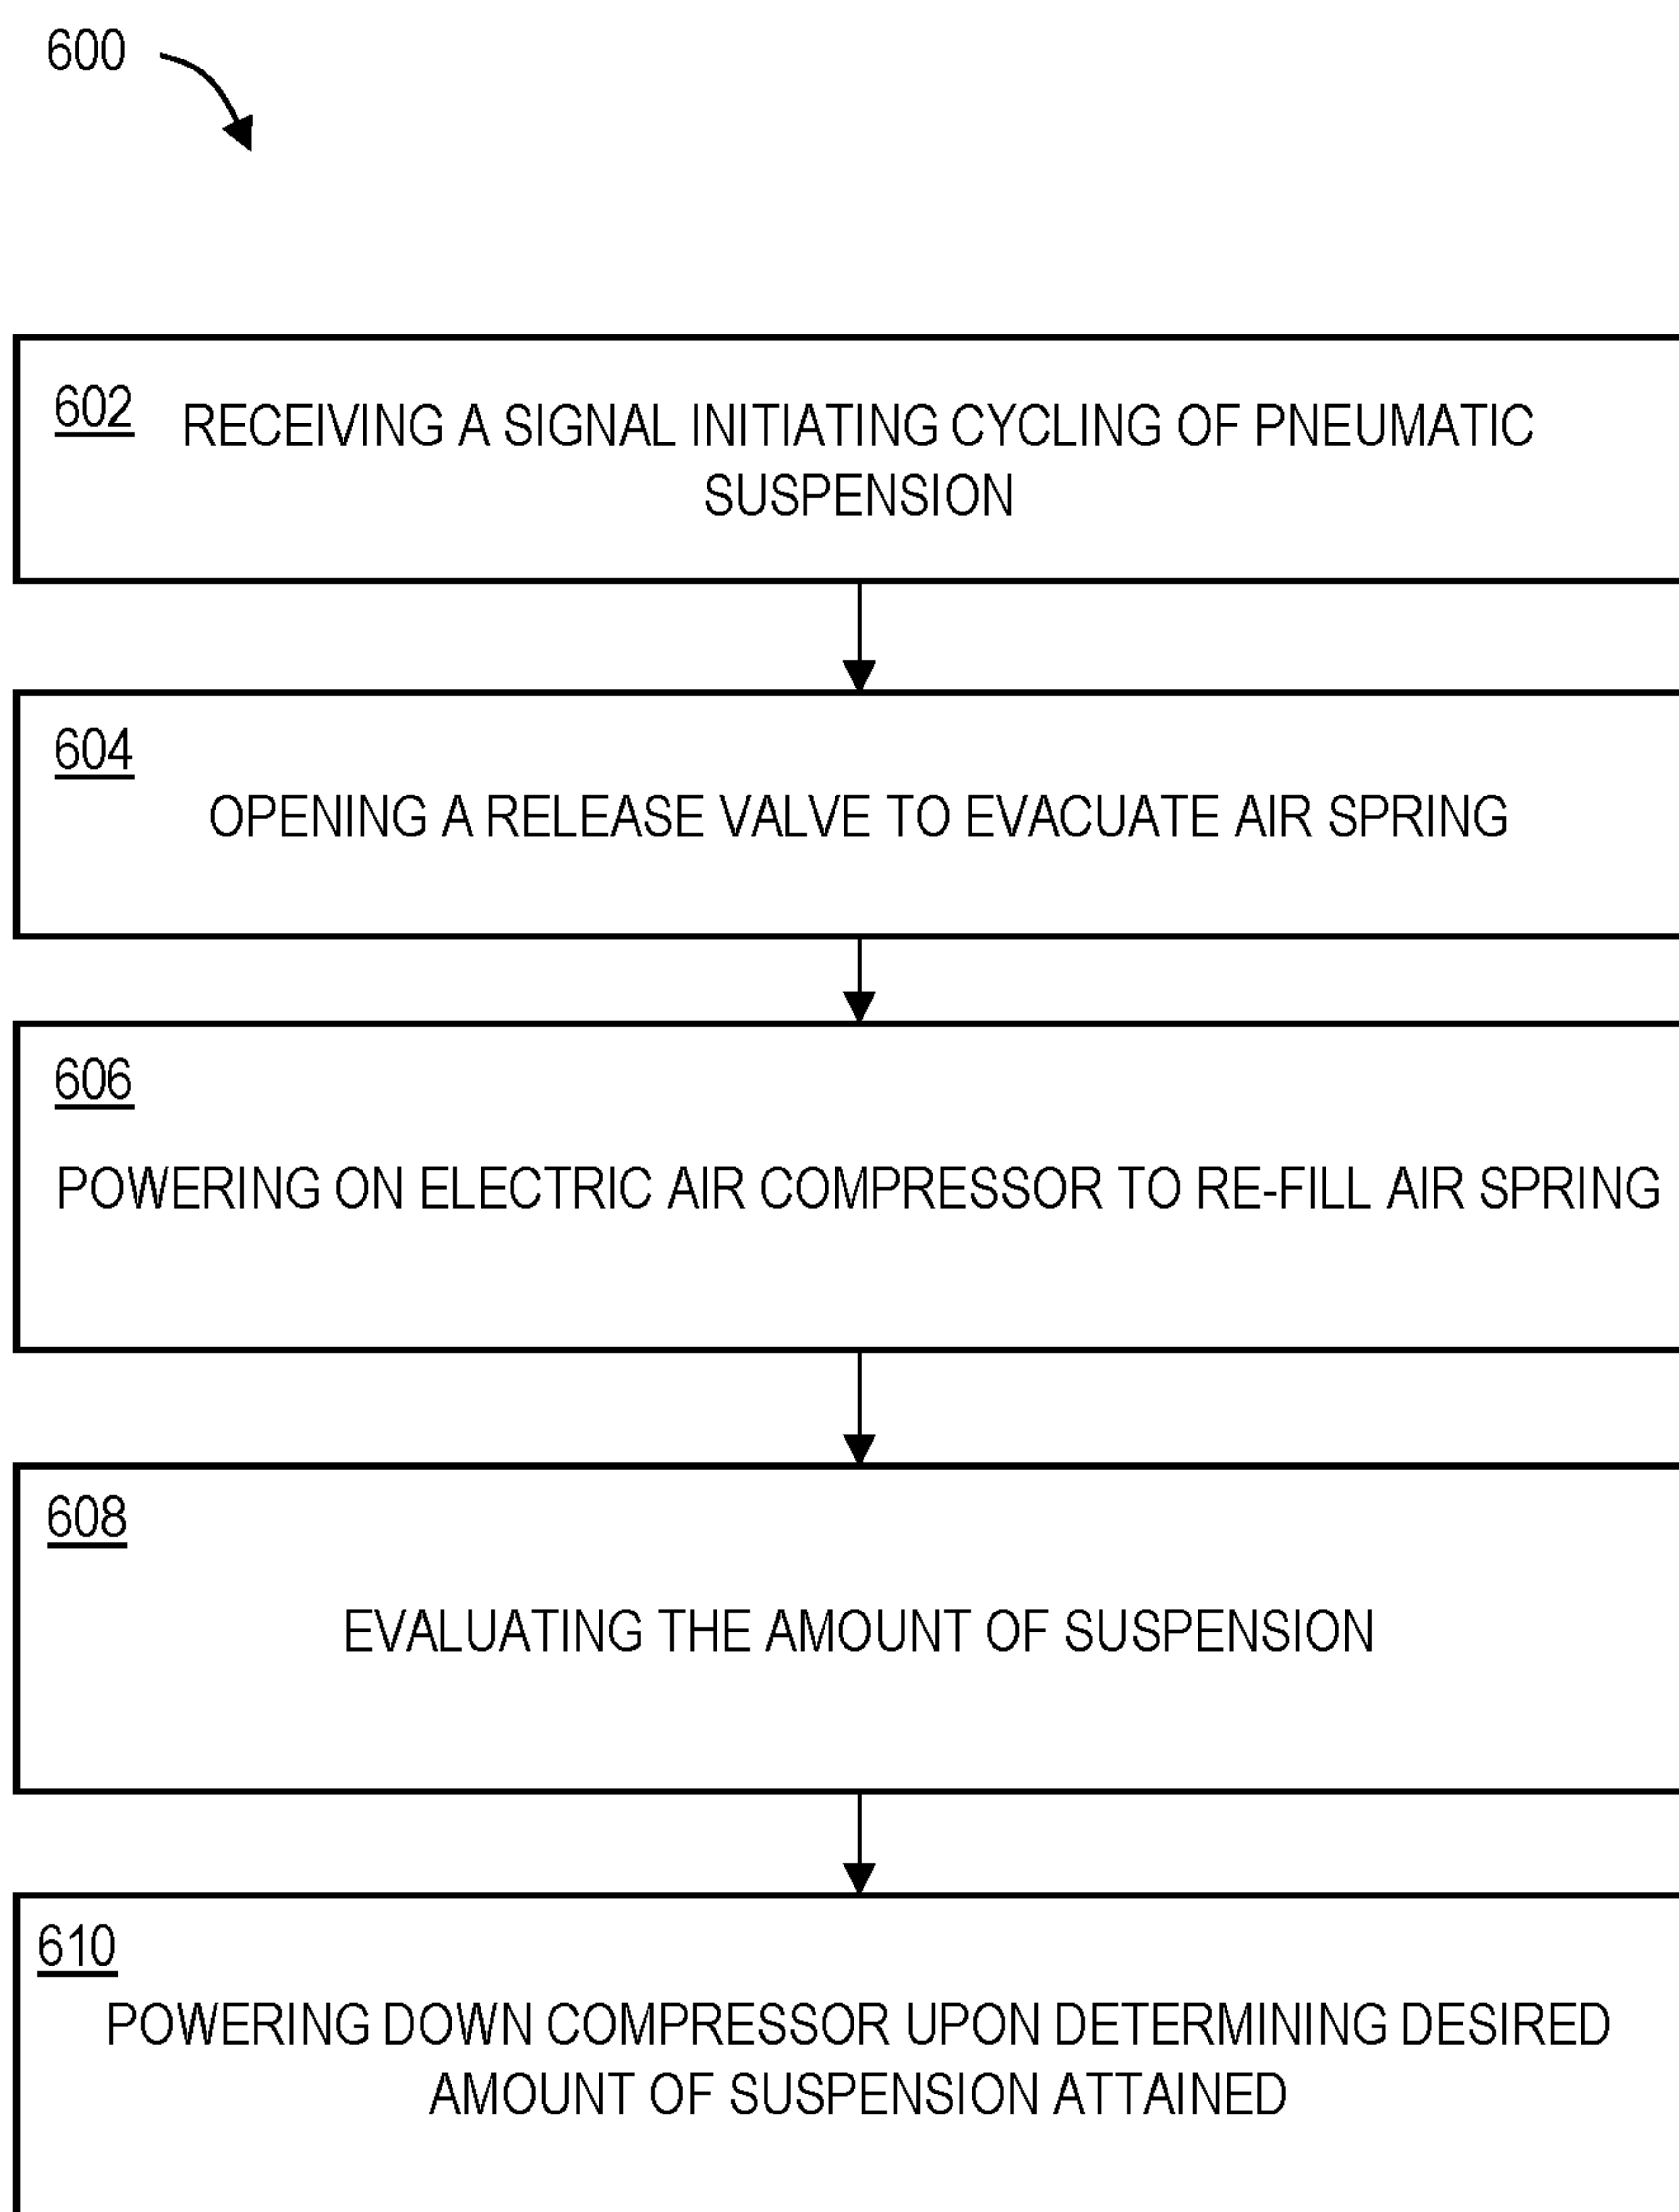 600
602
RECEIVING A SIGNAL INITIATING CYCLING OF PNEUMATIC
SUSPENSION
604
OPENING A RELEASE VALVE TO EVACUATE AIR SPRING
606
POWERING ON ELECTRIC AIR COMPRESSOR TO RE-FILL AIR SPRING
608
EVALUATING THE AMOUNT OF SUSPENSION
610
POWERING DOWN COMPRESSOR UPON DETERMINING DESIRED
AMOUNT OF SUSPENSION ATTAINED